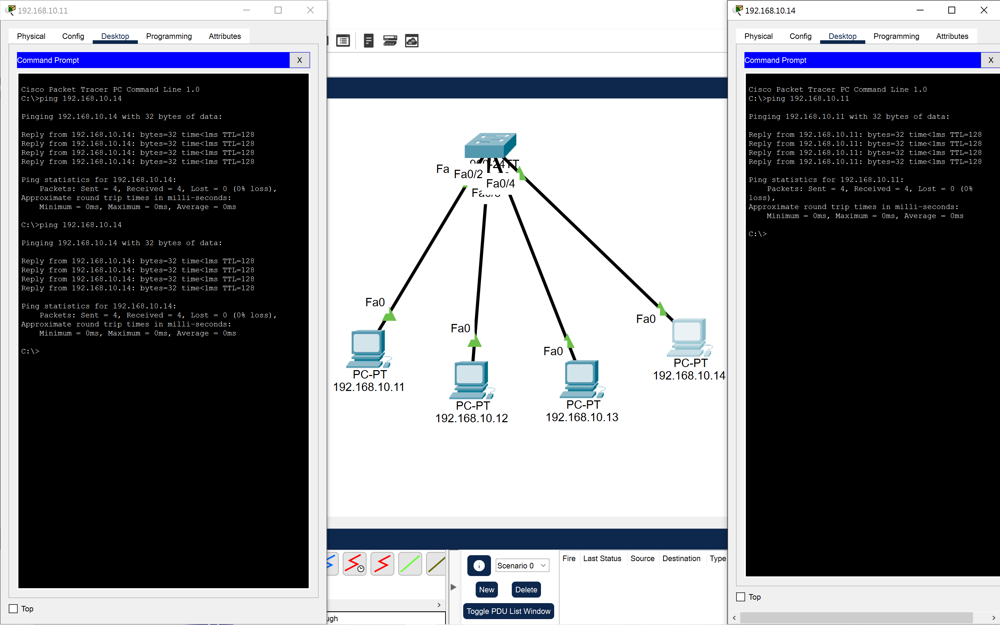 192.168.10.11
Physical Config Desktop Programming Attributes
Command Prompt X
Cisco Packet Tracer PC Command Line 1.0
C:\>ping 192.168.10.14
Pinging 192.168.10.14 with 32 bytes of data:
Reply from 192.168.10.14: bytes=32 time<1ms TTL=128
Reply from 192.168.10.14: bytes=32 time<1ms TTL=128
Reply from 192.168.10.14: bytes=32 time<1ms TTL=128
Reply from 192.168.10.14: bytes=32 time<1ms TTL=128
Ping statistics for 192.168.10.14:
Packets: Sent = 4, Received = 4, Lost = 0 (0% loss),
Approximate round trip times in milli-seconds:
Minimum = 0ms, Maximum = 0ms, Average = 0ms
C:\>ping 192.168.10.14
Pinging 192.168.10.14 with 32 bytes of data:
Reply from 192.168.10.14: bytes=32 time<1ms TTL=128
Reply from 192.168.10.14: bytes=32 time<1ms TTL=128
Reply from 192.168.10.14: bytes=32 time<1ms TTL=128
Reply from 192.168.10.14: bytes=32 time<1ms TTL=128
Ping statistics for 192.168.10.14:
Packets: Sent = 4, Received = 4, Lost = 0 (0% loss),
Approximate round trip times in milli-seconds:
Minimum = 0ms, Maximum = 0ms, Average = 0ms
C:\>
Top
Fa
Fa0/2
Fa0/4
Fa0
Fa0
Fa0
Fa0
PC-PT
192.168.10.11
PC-PT
192.168.10.12
PC-PT
192.168.10.13
PC-PT
192.168.10.14
Scenario 0
New Delete
Toggle PDU List Window
Fire Last Status Source Destination Type
ugh
192.168.10.14
Physical Config Desktop Programming Attributes
Command Prompt X
Cisco Packet Tracer PC Command Line 1.0
C:\>ping 192.168.10.11
Pinging 192.168.10.11 with 32 bytes of data:
Reply from 192.168.10.11: bytes=32 time<1ms TTL=128
Reply from 192.168.10.11: bytes=32 time<1ms TTL=128
Reply from 192.168.10.11: bytes=32 time<1ms TTL=128
Reply from 192.168.10.11: bytes=32 time<1ms TTL=128
Ping statistics for 192.168.10.11:
Packets: Sent = 4, Received = 4, Lost = 0 (0%
loss),
Approximate round trip times in milli-seconds:
Minimum = 0ms, Maximum = 0ms, Average = 0ms
C:\>
Top